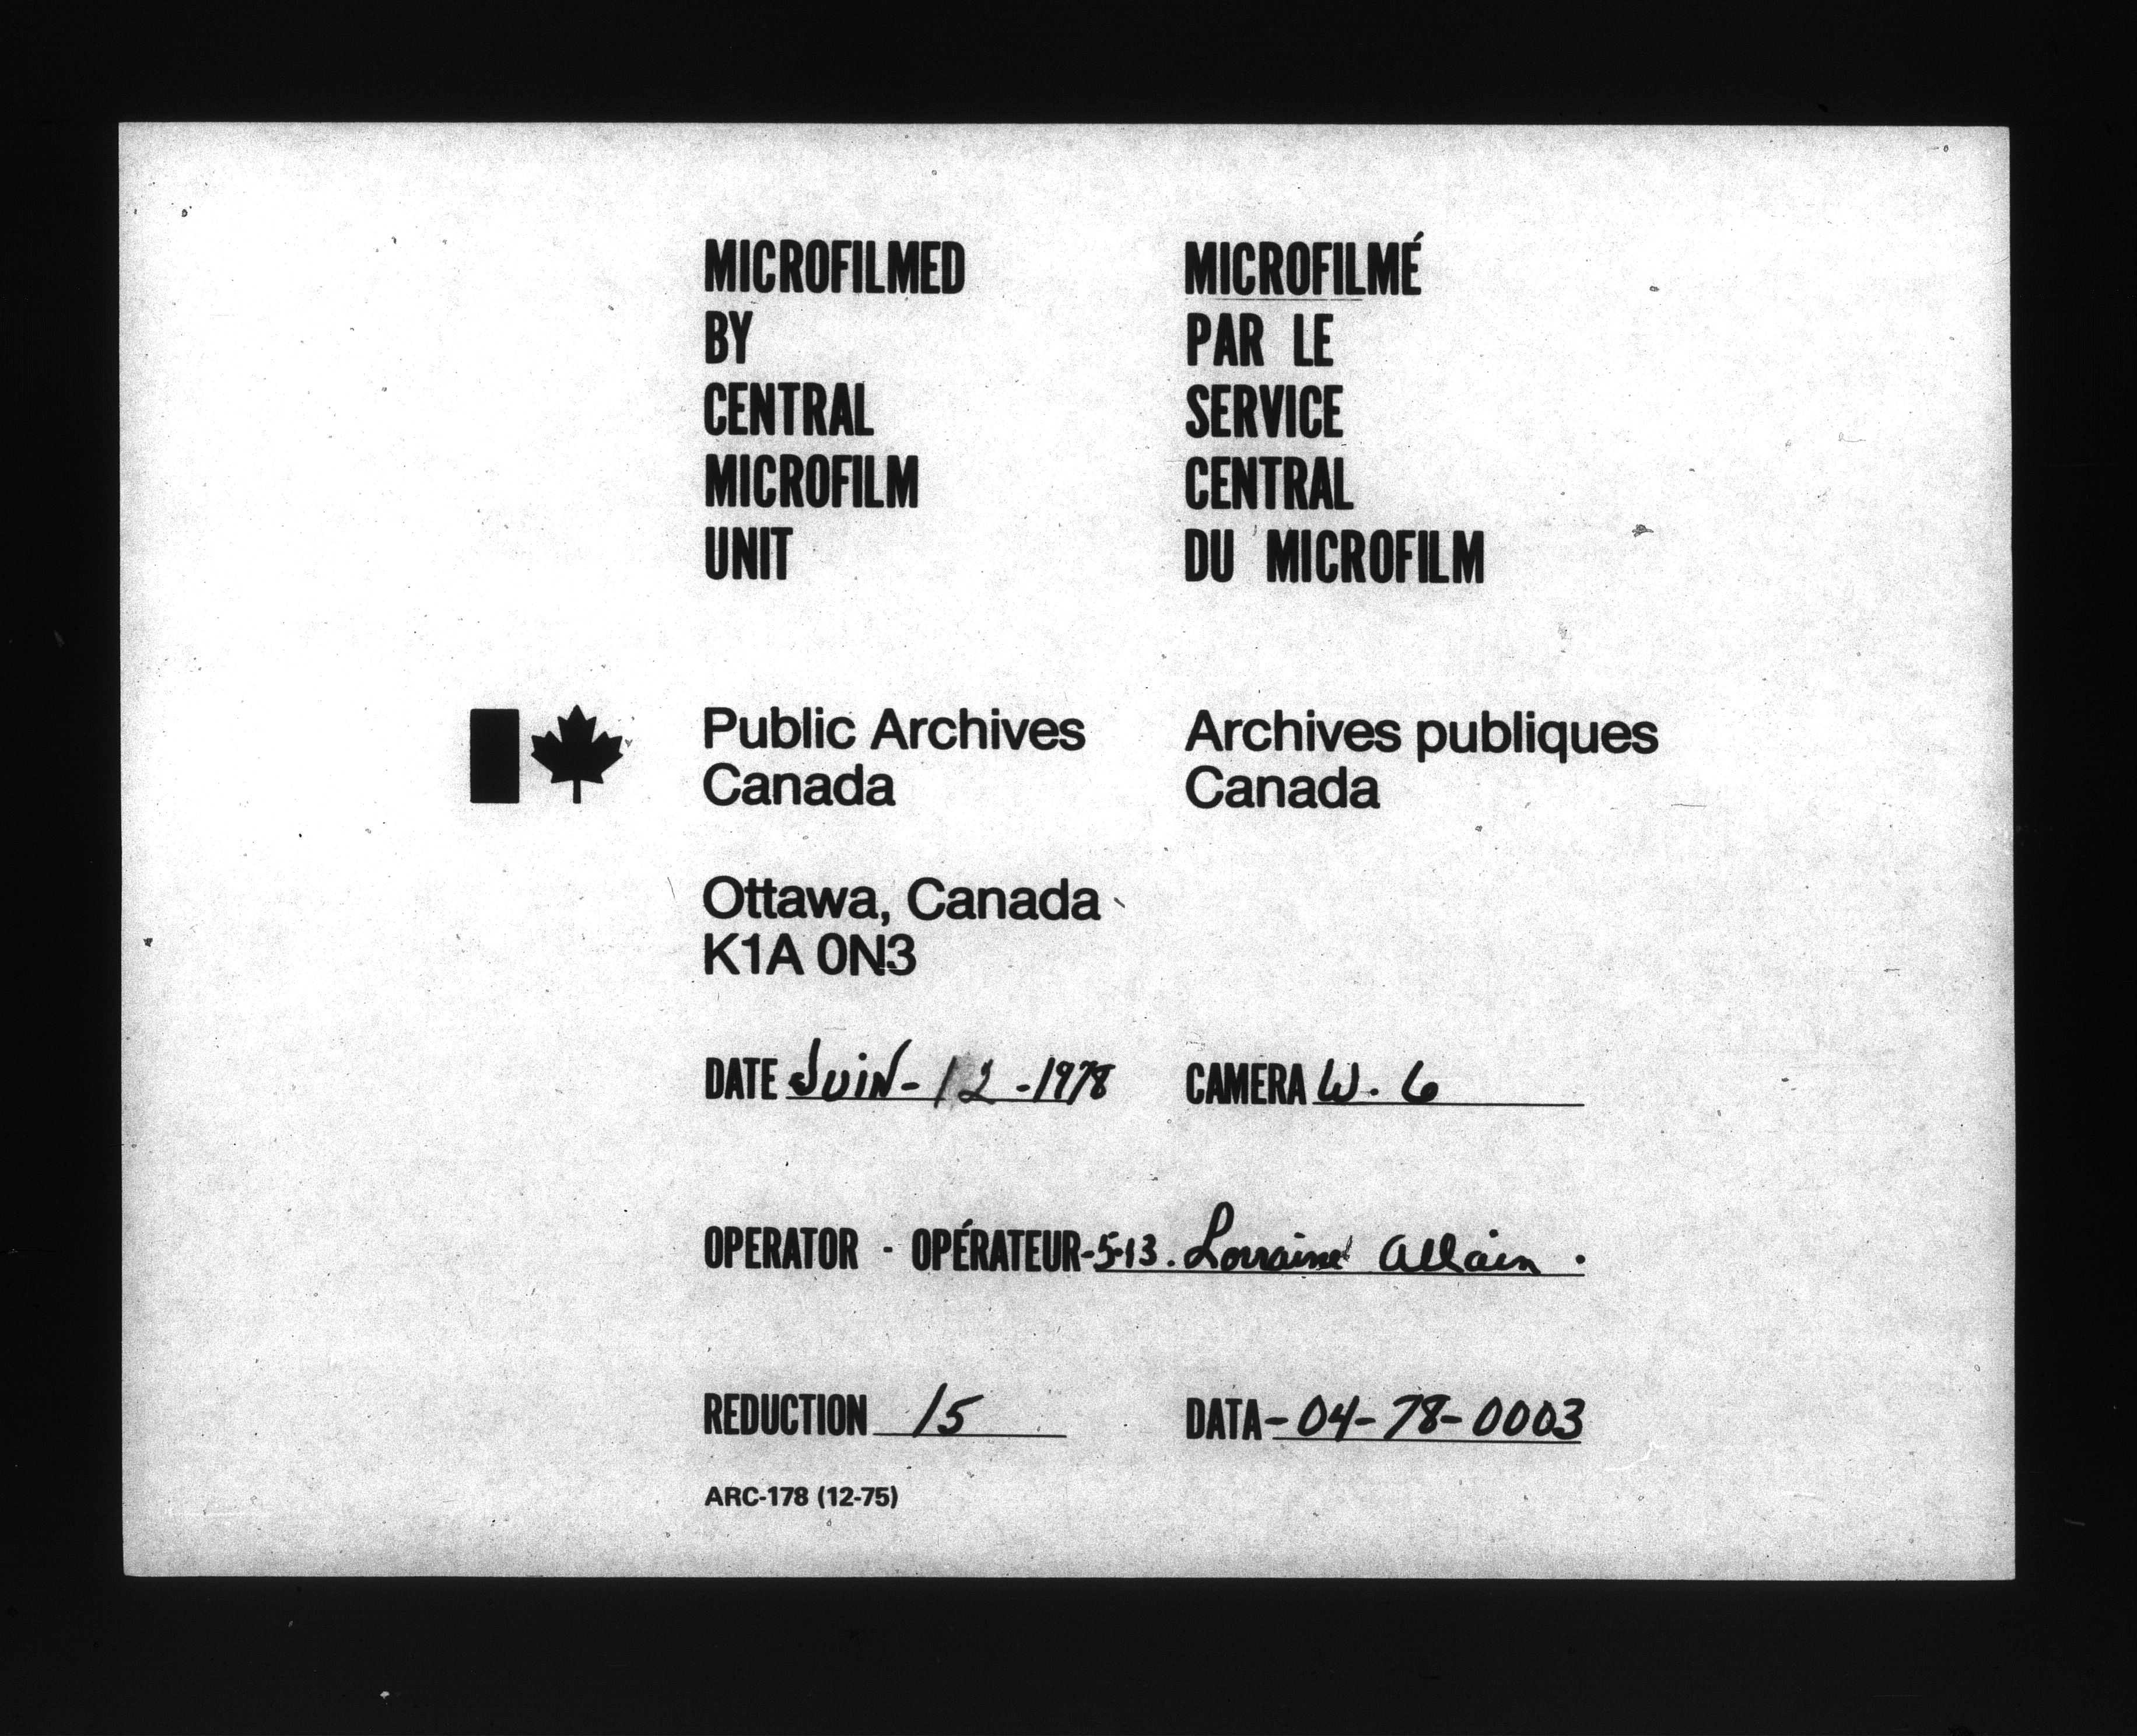 MICROFILMED
BY
CENTRAL
MICROFILM
UNIT
MICROFILMÉ
PAR LE
SERVICE
CENTRAL
DU MICROFILM
Public Archives
Canada
Archives publiques
Canada
Ottawa, Canada
K1A 0N3
DATE Juin - 12 - 1978
CAMERA W. 6
OPERATOR - OPÉRATEUR - 5-13. Lorraine Allain.
REDUCTION 15
DATA - 04-78-0003
ARC-178 (12-75)